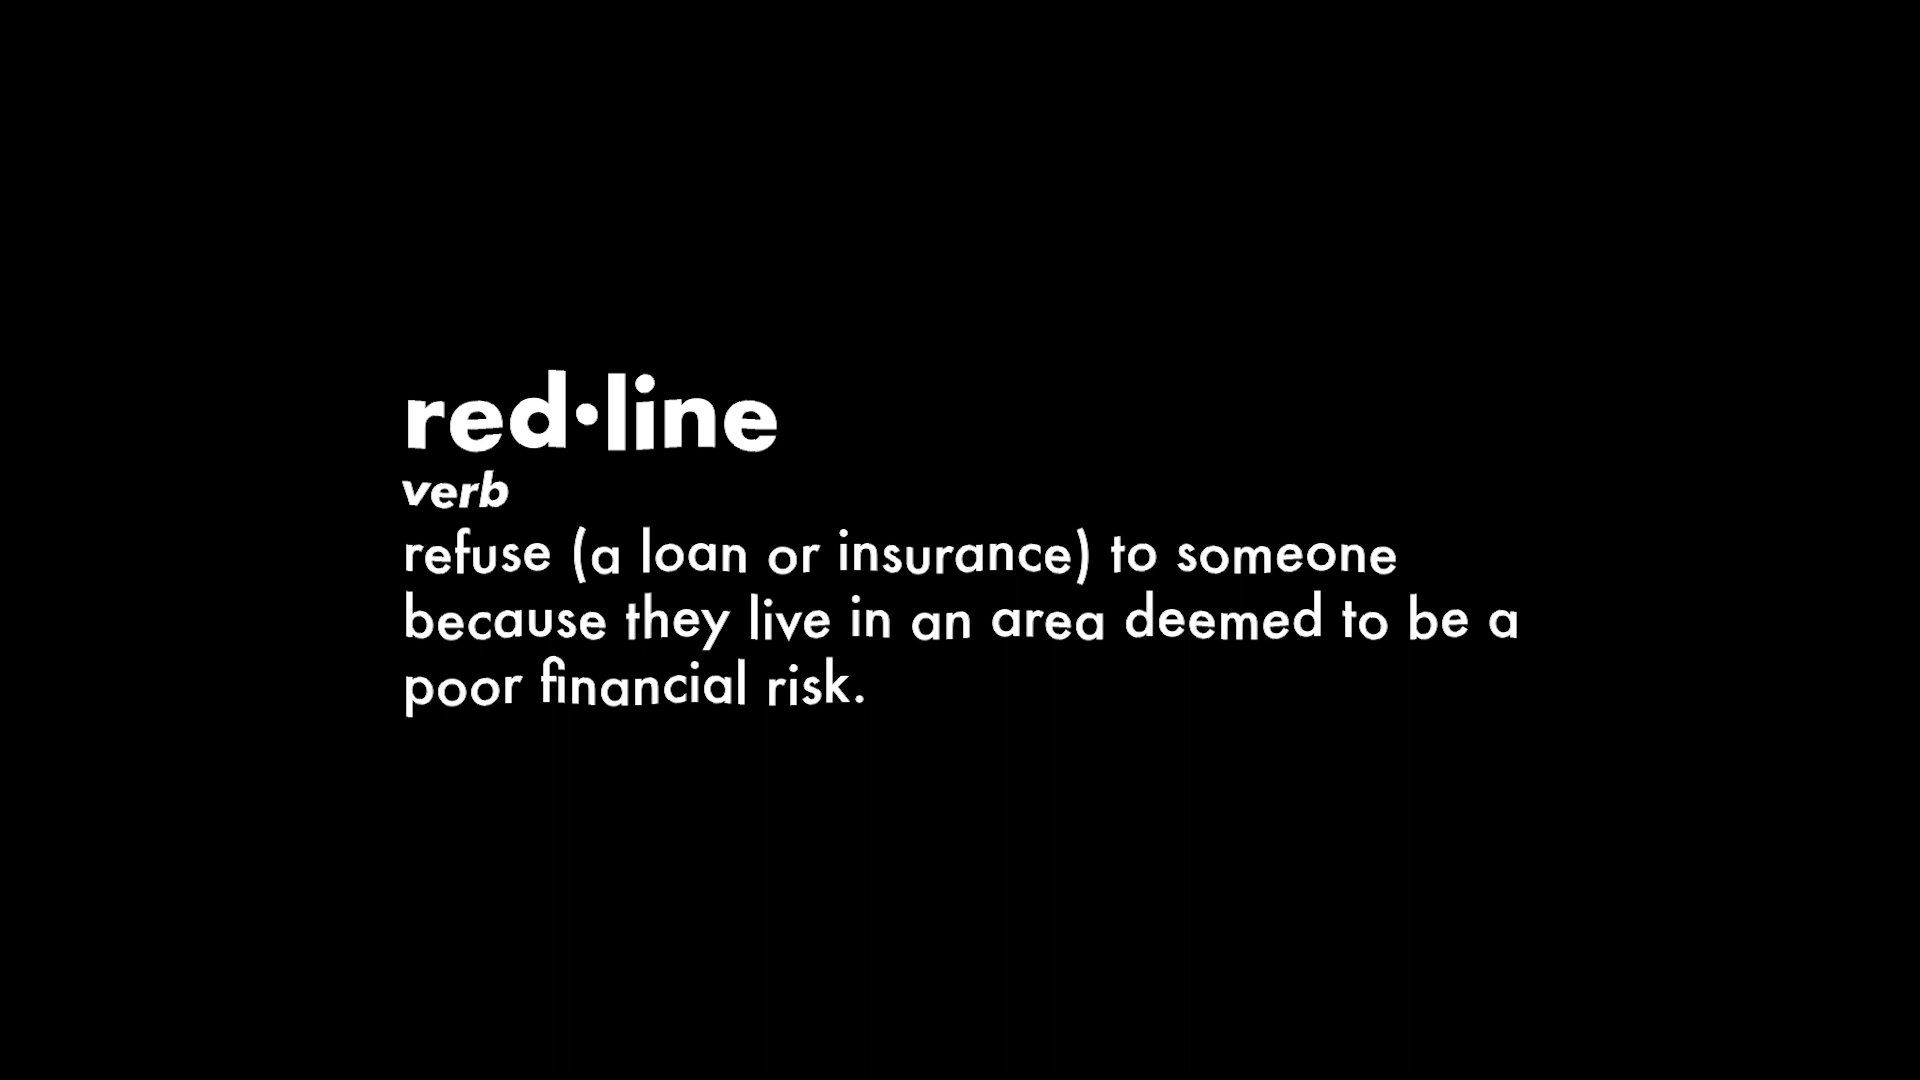 red·line
verb
refuse (a loan or insurance) to someone
because they live in an area deemed to be a
poor financial risk.